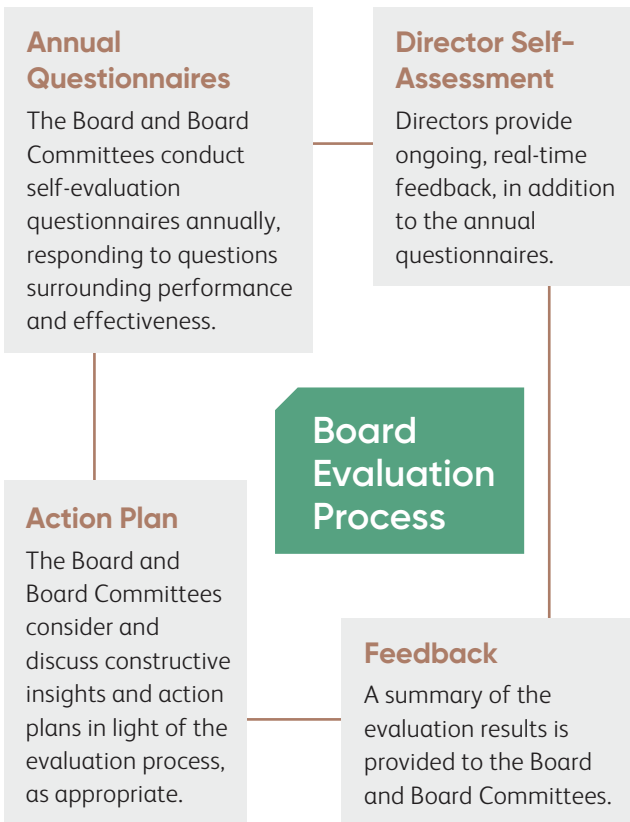 Annual
Questionnaires
The Board and Board
Committees conduct
self-evaluation
questionnaires annually,
responding to questions
surrounding performance
and effectiveness.
Director Self-
Assessment
Directors provide
ongoing, real-time
feedback, in addition
to the annual
questionnaires.
Board
Evaluation
Process
Action Plan
The Board and
Board Committees
consider and
discuss constructive
insights and action
plans in light of the
evaluation process,
as appropriate.
Feedback
A summary of the
evaluation results is
provided to the Board
and Board Committees.